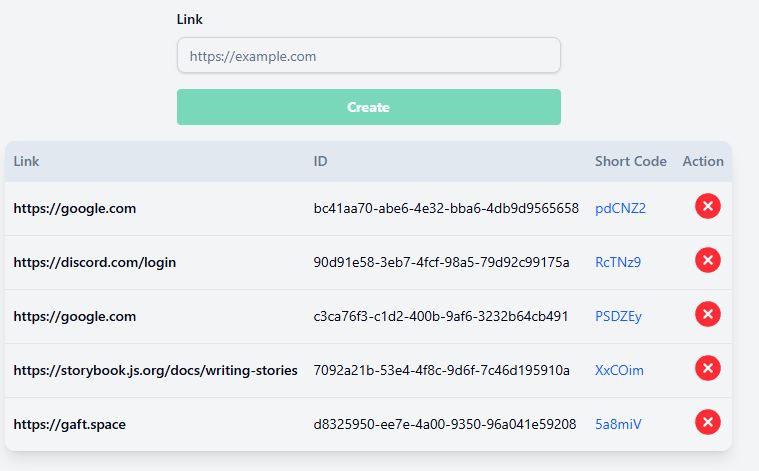 Link
https://example.com
Create
Link ID Short Code Action
https://google.com bc41aa70-abe6-4e32-bba6-4db9d9565658 pdCNZ2
https://discord.com/login 90d91e58-3eb7-4fcf-98a5-79d92c99175a RcTNz9
https://google.com c3ca76f3-c1d2-400b-9af6-3232b64cb491 PSDZEy
https://storybook.js.org/docs/writing-stories 7092a21b-53e4-4f8c-9d6f-7c46d195910a XxCOim
https://gaft.space d8325950-ee7e-4a00-9350-96a041e59208 5a8miV